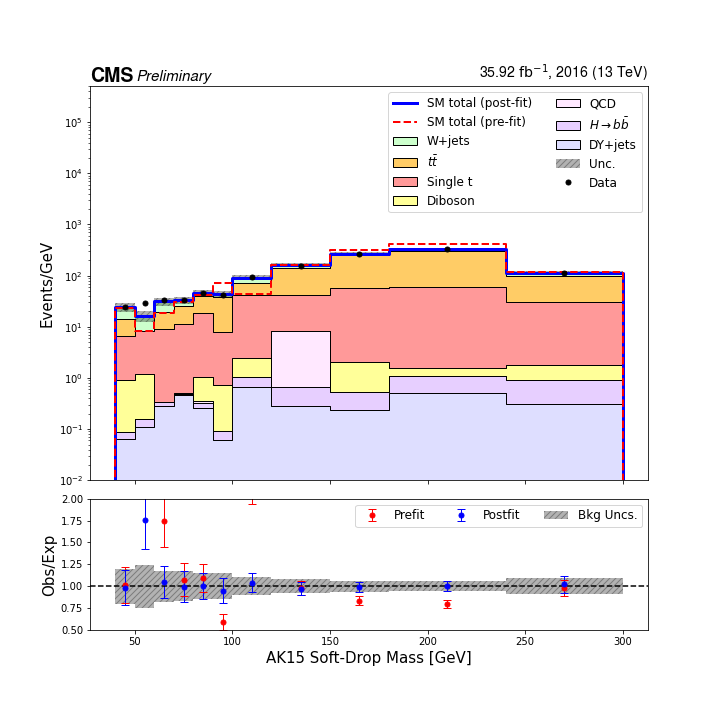 CMS Preliminary
35.92 fb⁻¹, 2016 (13 TeV)
Events/GeV
10⁵
10⁴
10³
10²
10¹
10⁰
10⁻¹
10⁻²
SM total (post-fit)
SM total (pre-fit)
W+jets
tt̄
Single t
Diboson
QCD
H→bb̄
DY+jets
Unc.
Data
Obs/Exp
2.00
1.75
1.50
1.25
1.00
0.75
0.50
Prefit
Postfit
Bkg Uncs.
50 100 150 200 250 300
AK15 Soft-Drop Mass [GeV]